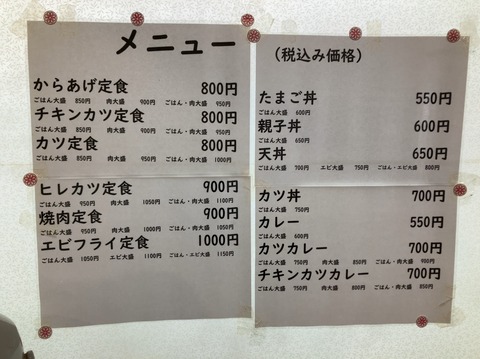 メニュー
からあげ定食 800円
ごはん大盛 850円 肉大盛 900円 ごはん・肉大盛 950円
チキンカツ定食 800円
ごはん大盛 850円 肉大盛 900円 ごはん・肉大盛 950円
カツ定食 800円
ごはん大盛 850円 肉大盛 950円 ごはん・肉大盛 1000円
ヒレカツ定食 900円
ごはん大盛 950円 肉大盛 1050円 ごはん・肉大盛 1100円
焼肉定食 900円
ごはん大盛 950円 肉大盛 1000円 ごはん・肉大盛 1050円
エビフライ定食 1000円
ごはん大盛 1050円 エビ大盛 1100円 ごはん・エビ大盛 1150円
(税込み価格)
たまご丼 550円
ごはん大盛 600円
親子丼 600円
ごはん大盛 650円
天丼 650円
ごはん大盛 700円 エビ大盛 750円 ごはん・エビ大盛 800円
カツ丼 700円
ごはん大盛 750円 肉大盛 850円 ごはん・肉大盛 900円
カレー 550円
ごはん大盛 600円
カツカレー 700円
ごはん大盛 750円 肉大盛 850円 ごはん・肉大盛 900円
チキンカツカレー 700円
ごはん大盛 750円 肉大盛 800円 ごはん・肉大盛 850円